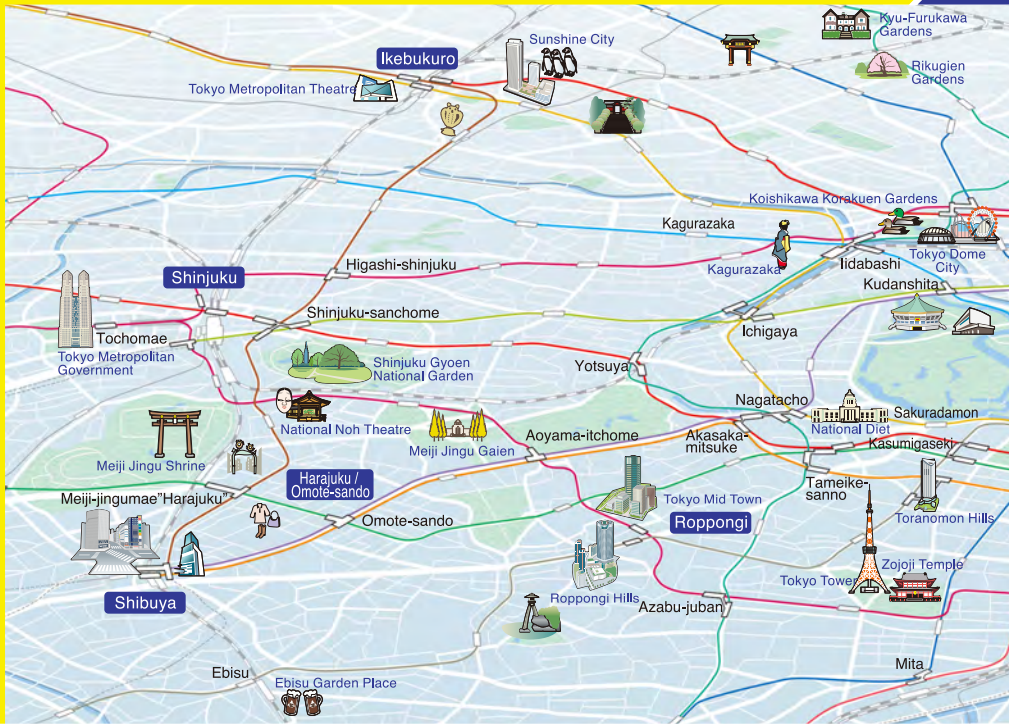 Kyu-Furukawa
Gardens
Sunshine City
Ikebukuro
Rikugien
Gardens
Tokyo Metropolitan Theatre
Koishikawa Korakuen Gardens
Kagurazaka
Kagurazaka
Iidabashi
Tokyo Dome
City
Higashi-shinjuku
Shinjuku
Kudanshita
Shinjuku-sanchome
Ichigaya
Tochomae
Tokyo Metropolitan
Government
Shinjuku Gyoen
National Garden
Yotsuya
Nagatacho
National Diet
Sakuradamon
National Noh Theatre
Meiji Jingu Gaien
Aoyama-itchome
Akasaka-
mitsuke
Kasumigaseki
Meiji Jingu Shrine
Harajuku /
Omote-sando
Meiji-jingumae"Harajuku"
Tameike-
sanno
Tokyo Mid Town
Roppongi
Omote-sando
Toranomon Hills
Tokyo Tower
Zojoji Temple
Roppongi Hills
Shibuya
Azabu-juban
Ebisu
Ebisu Garden Place
Mita